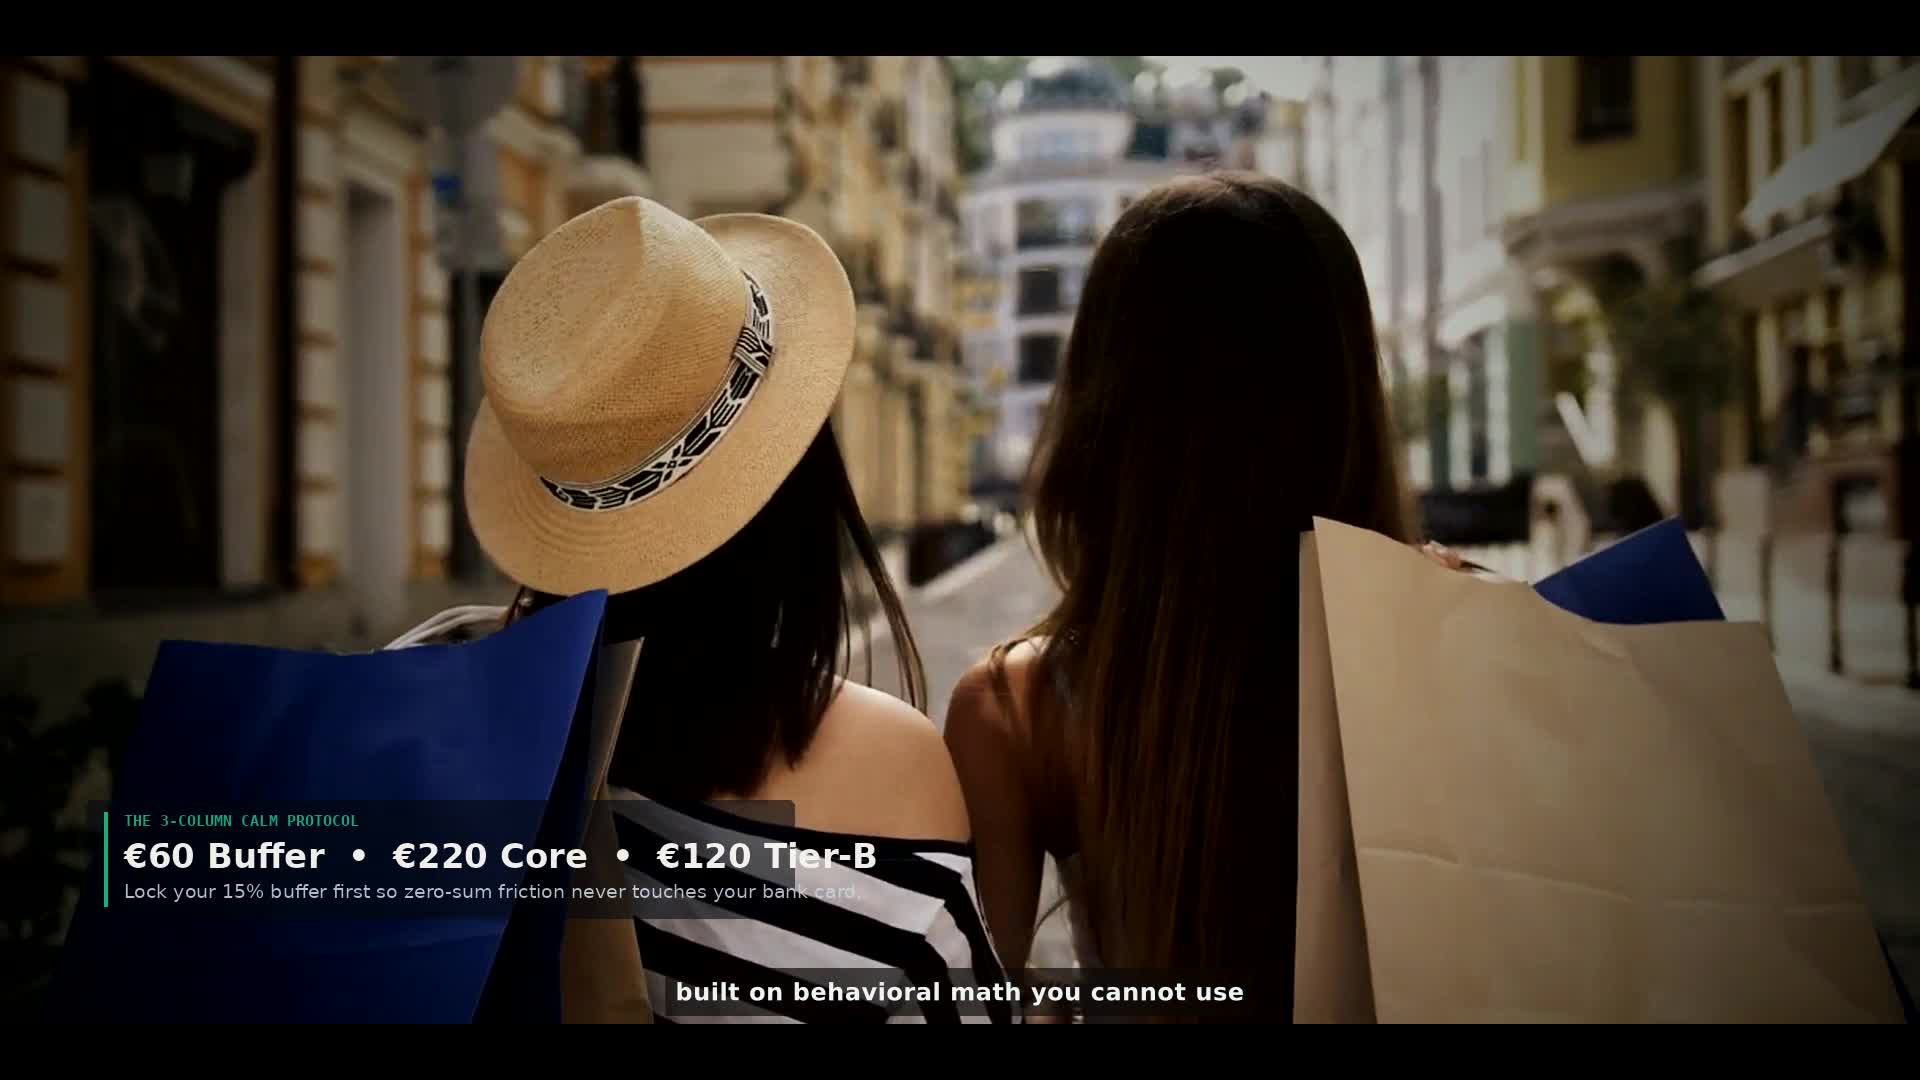 THE 3-COLUMN CALM PROTOCOL
€60 Buffer • €220 Core • €120 Tier-B
Lock your 15% buffer first so zero-sum friction never touches your bank card.
built on behavioral math you cannot use